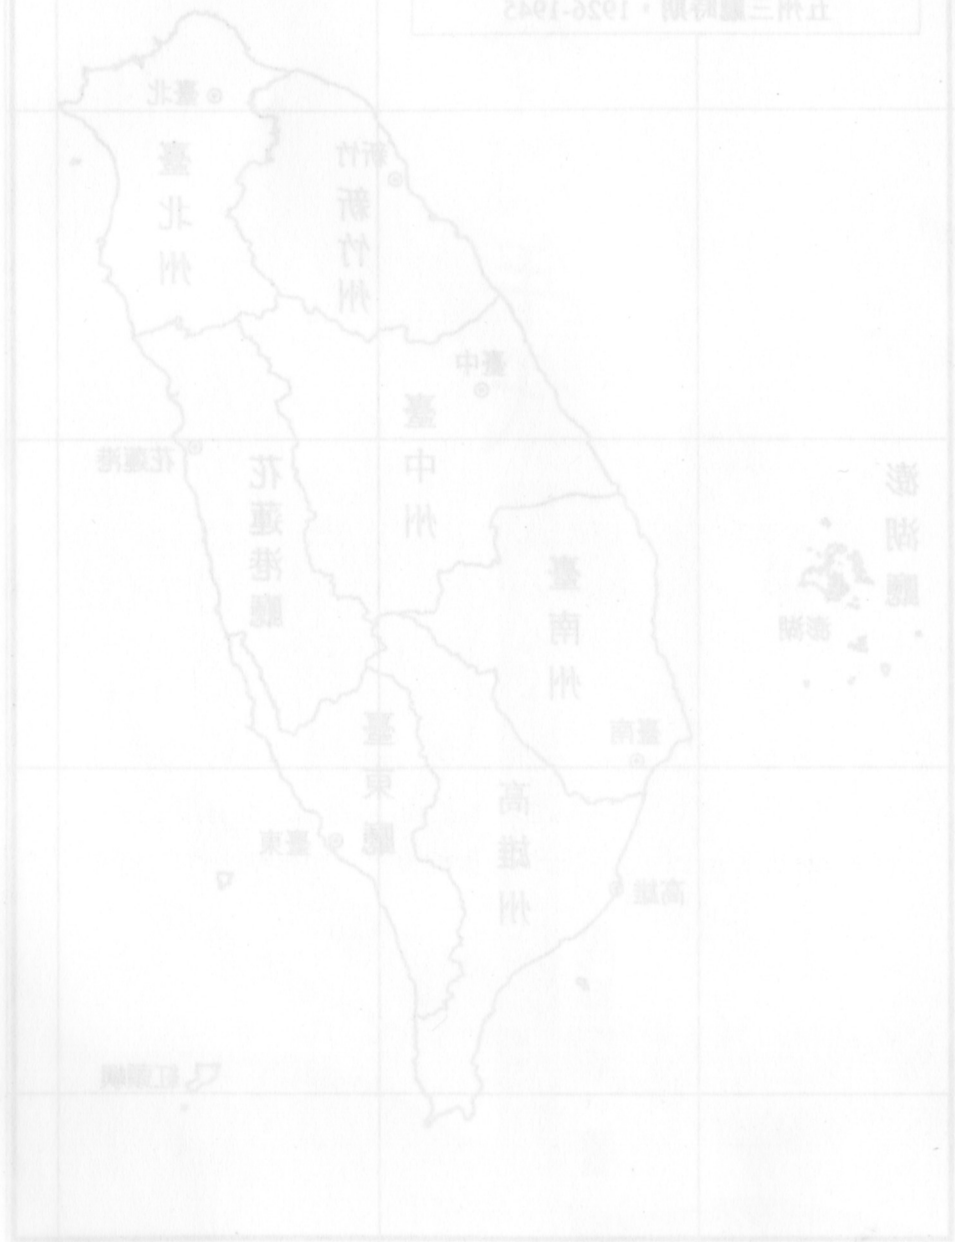 五州三廳時期，1926-1945
臺北
臺北州
新竹
新竹州
臺中
臺中州
花蓮港
花蓮港廳
澎湖廳
澎湖
臺南州
臺南
臺東廳
臺東
高雄州
高雄
紅頭嶼